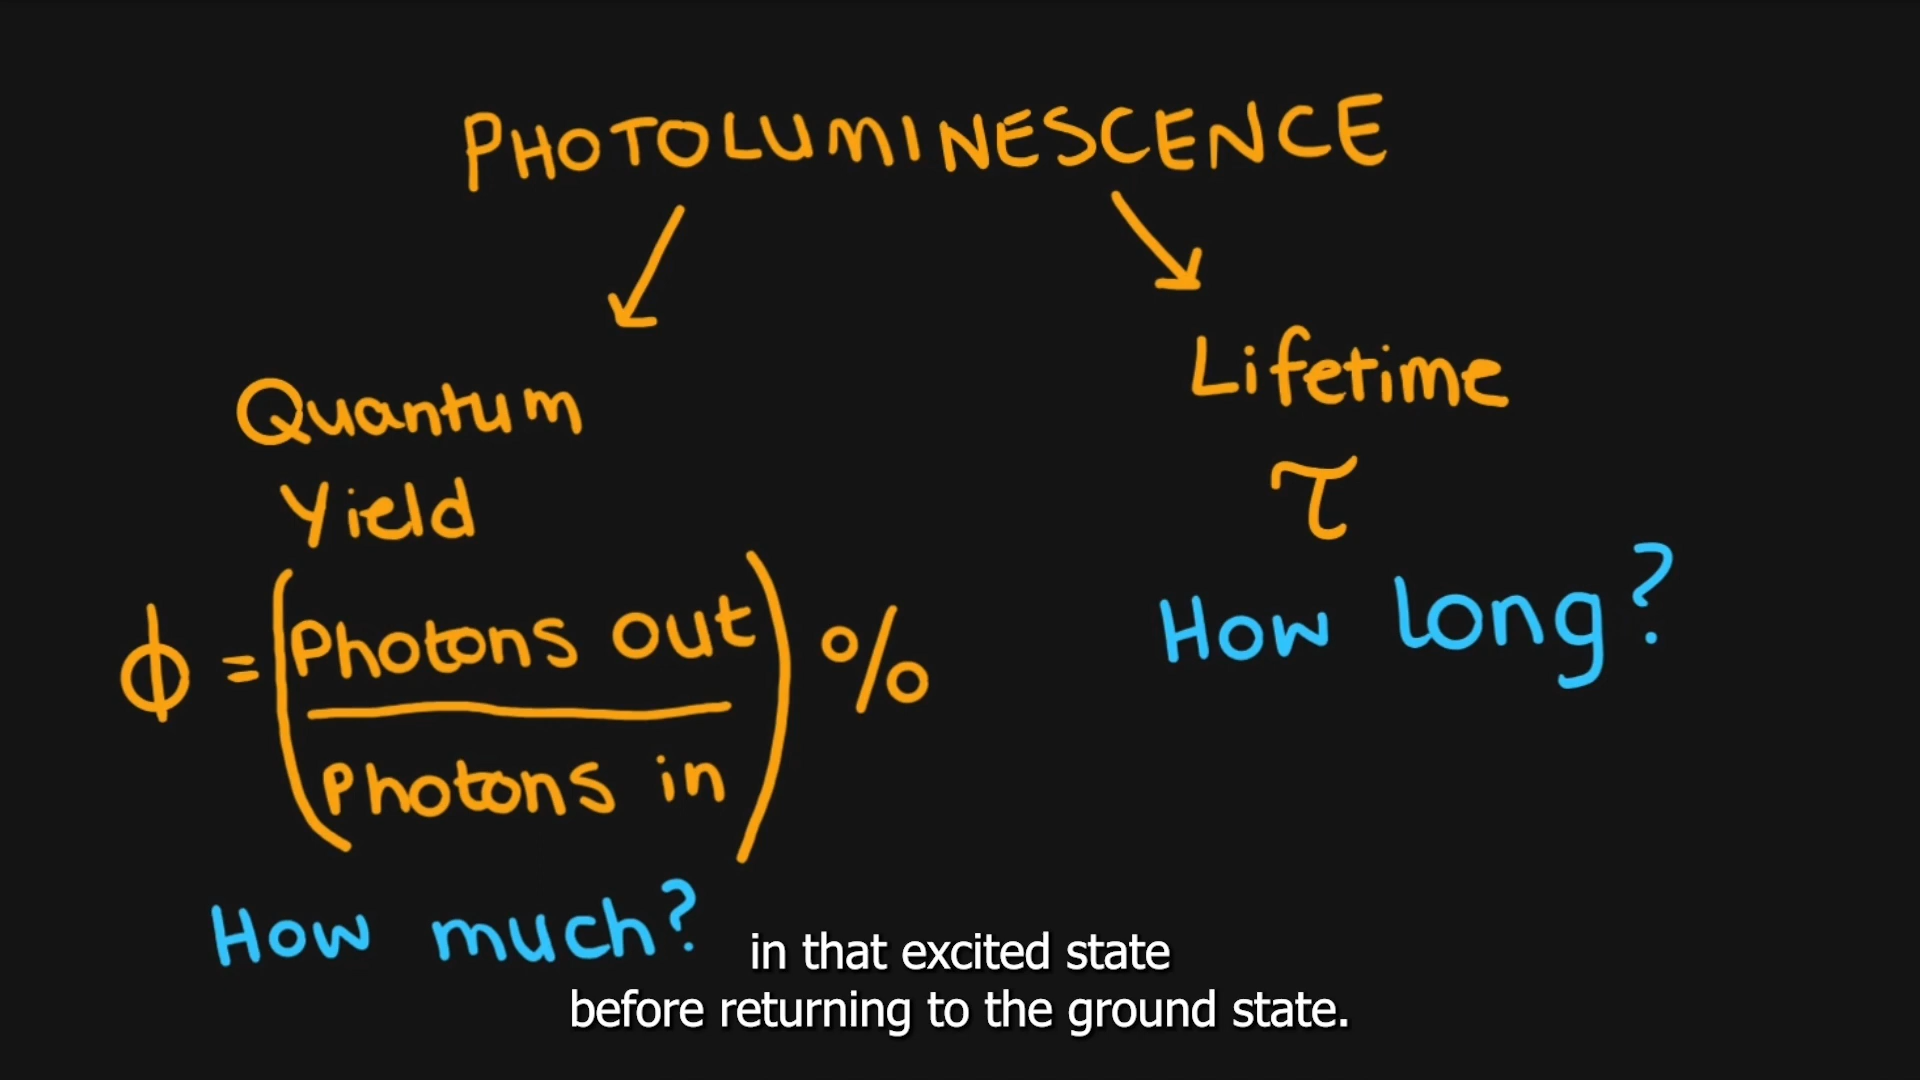 PHOTOLUMINESCENCE
Quantum
Yield
ϕ = (Photons out / Photons in) %
How much?
Lifetime
τ
How long?
in that excited state
before returning to the ground state.